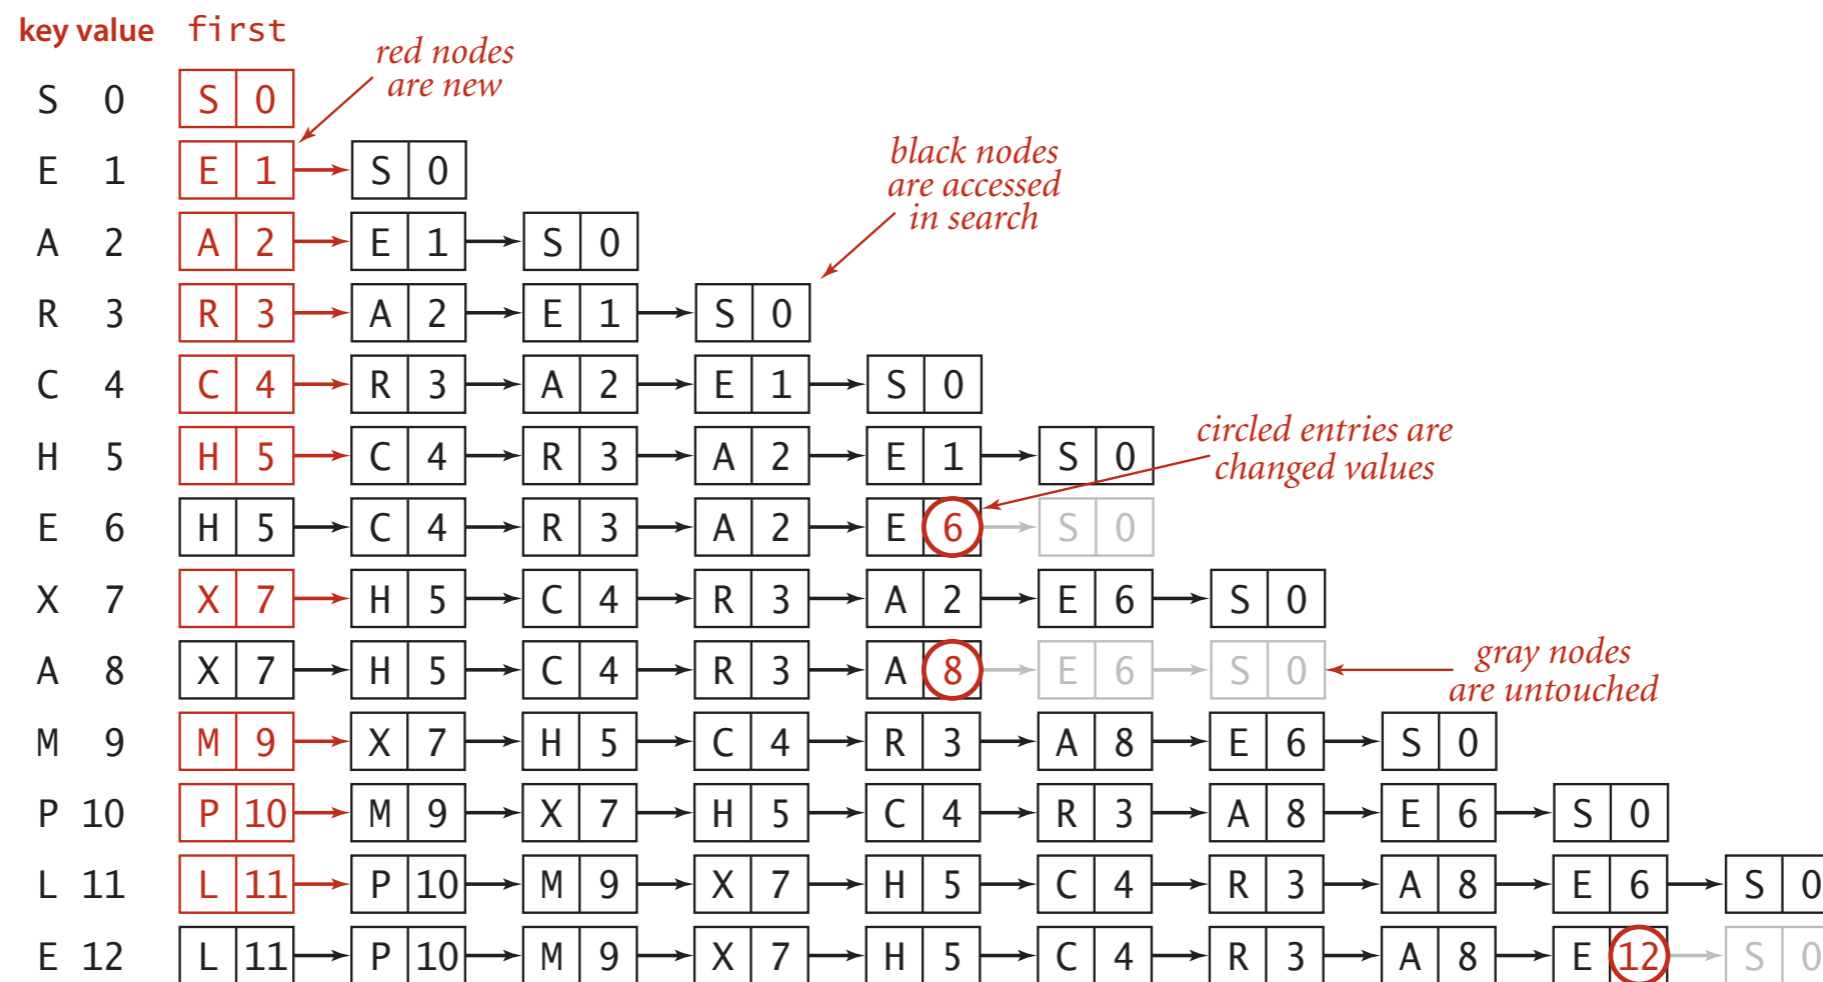 key value first
red nodes
are new
S 0 S 0
E 1 E 1 S 0
black nodes
are accessed
in search
A 2 A 2 E 1 S 0
R 3 R 3 A 2 E 1 S 0
C 4 C 4 R 3 A 2 E 1 S 0
circled entries are
changed values
H 5 H 5 C 4 R 3 A 2 E 1 S 0
E 6 H 5 C 4 R 3 A 2 E 6 S 0
X 7 X 7 H 5 C 4 R 3 A 2 E 6 S 0
gray nodes
are untouched
A 8 X 7 H 5 C 4 R 3 A 8 E 6 S 0
M 9 M 9 X 7 H 5 C 4 R 3 A 8 E 6 S 0
P 10 P 10 M 9 X 7 H 5 C 4 R 3 A 8 E 6 S 0
L 11 L 11 P 10 M 9 X 7 H 5 C 4 R 3 A 8 E 6 S 0
E 12 L 11 P 10 M 9 X 7 H 5 C 4 R 3 A 8 E 12 S 0